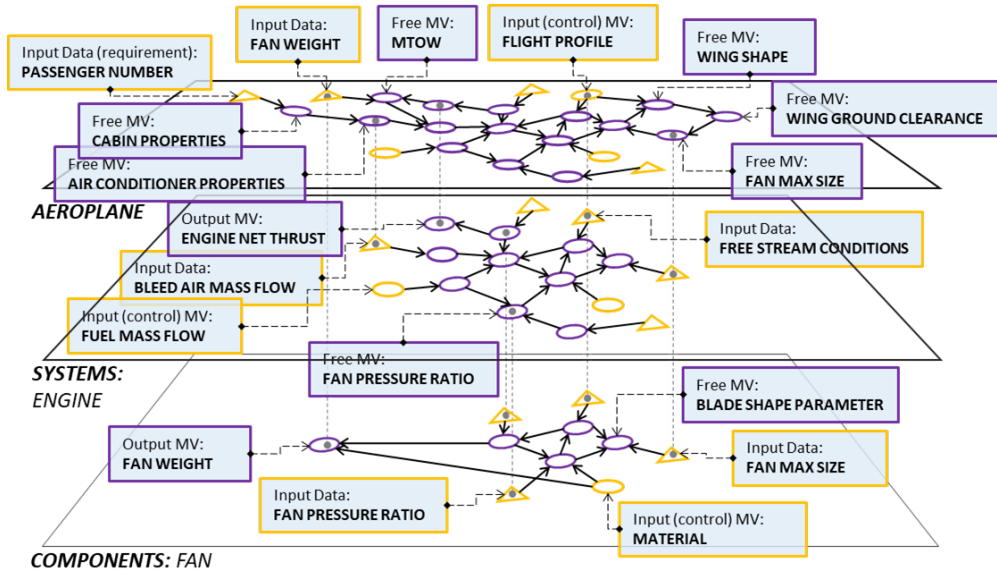 Input Data:
FAN WEIGHT
Free MV:
MTOW
Input (control) MV:
FLIGHT PROFILE
Free MV:
WING SHAPE
Input Data (requirement):
PASSENGER NUMBER
Free MV:
CABIN PROPERTIES
Free MV:
WING GROUND CLEARANCE
Free MV:
AIR CONDITIONER PROPERTIES
Free MV:
FAN MAX SIZE
AEROPLANE
Output MV:
ENGINE NET THRUST
Input Data:
FREE STREAM CONDITIONS
Input Data:
BLEED AIR MASS FLOW
Input (control) MV:
FUEL MASS FLOW
Free MV:
FAN PRESSURE RATIO
SYSTEMS:
ENGINE
Free MV:
BLADE SHAPE PARAMETER
Output MV:
FAN WEIGHT
Input Data:
FAN MAX SIZE
Input Data:
FAN PRESSURE RATIO
Input (control) MV:
MATERIAL
COMPONENTS: FAN